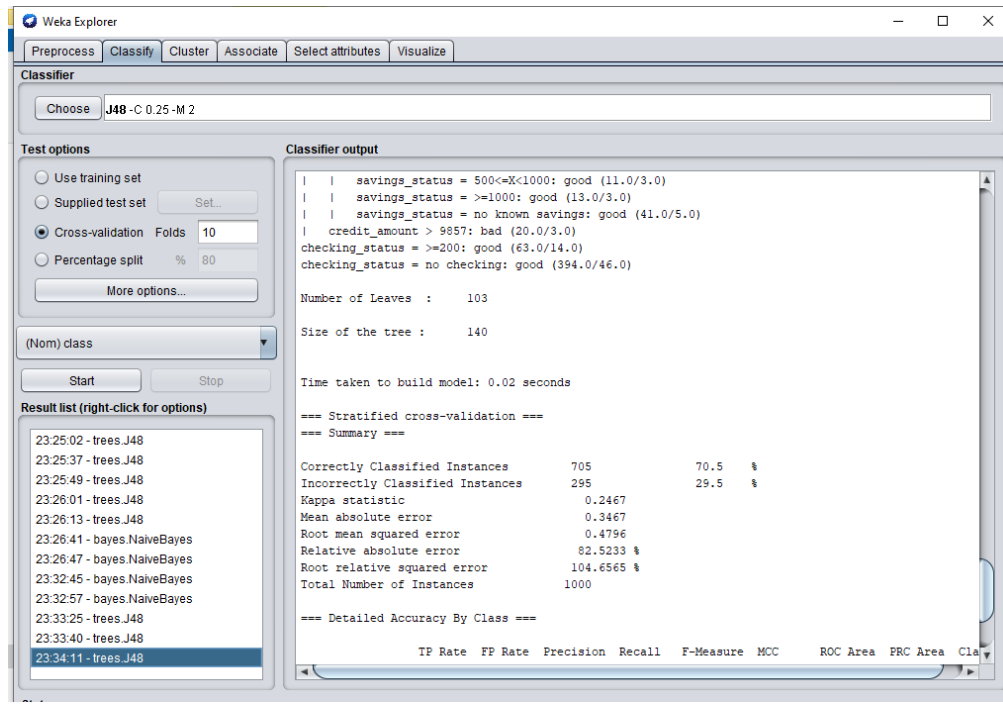 Weka Explorer
Preprocess Classify Cluster Associate Select attributes Visualize
Classifier
Choose J48 -C 0.25 -M 2
Test options
Use training set
Supplied test set Set...
Cross-validation Folds 10
Percentage split % 80
More options...
(Nom) class
Start Stop
Result list (right-click for options)
23:25:02 - trees.J48
23:25:37 - trees.J48
23:25:49 - trees.J48
23:26:01 - trees.J48
23:26:13 - trees.J48
23:26:41 - bayes.NaiveBayes
23:26:47 - bayes.NaiveBayes
23:32:45 - bayes.NaiveBayes
23:32:57 - bayes.NaiveBayes
23:33:25 - trees.J48
23:33:40 - trees.J48
23:34:11 - trees.J48
Classifier output
| | savings_status = 500<=X<1000: good (11.0/3.0)
| | savings_status = >=1000: good (13.0/3.0)
| | savings_status = no known savings: good (41.0/5.0)
| credit_amount > 9857: bad (20.0/3.0)
checking_status = >=200: good (63.0/14.0)
checking_status = no checking: good (394.0/46.0)
Number of Leaves : 103
Size of the tree : 140
Time taken to build model: 0.02 seconds
=== Stratified cross-validation ===
=== Summary ===
Correctly Classified Instances 705 70.5 %
Incorrectly Classified Instances 295 29.5 %
Kappa statistic 0.2467
Mean absolute error 0.3467
Root mean squared error 0.4796
Relative absolute error 82.5233 %
Root relative squared error 104.6565 %
Total Number of Instances 1000
=== Detailed Accuracy By Class ===
TP Rate FP Rate Precision Recall F-Measure MCC ROC Area PRC Area Cla